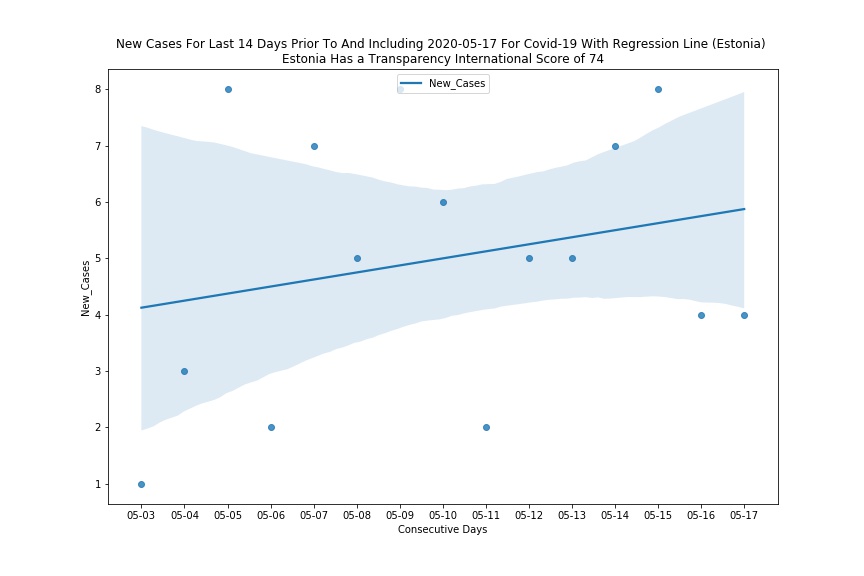 New Cases For Last 14 Days Prior To And Including 2020-05-17 For Covid-19 With Regression Line (Estonia)
Estonia Has a Transparency International Score of 74
New_Cases
8
7
6
5
4
3
2
1
New_Cases
05-03 05-04 05-05 05-06 05-07 05-08 05-09 05-10 05-11 05-12 05-13 05-14 05-15 05-16 05-17
Consecutive Days